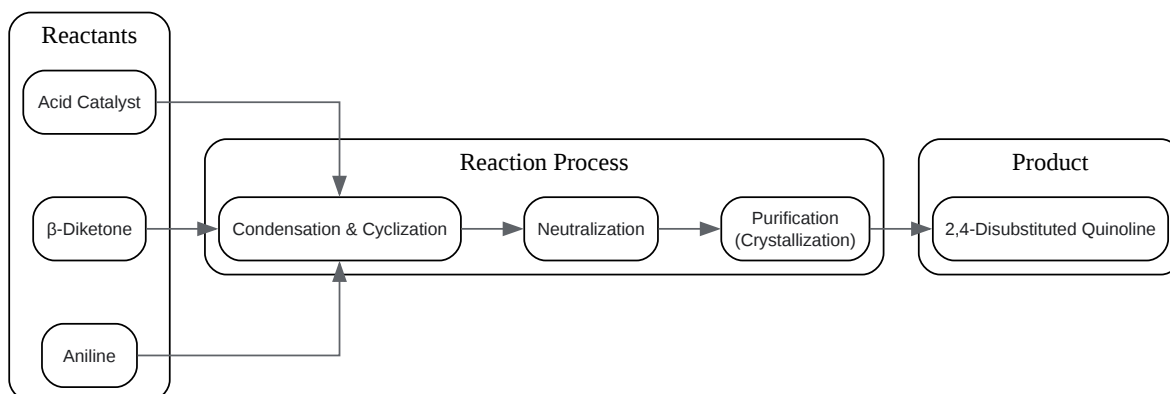 Reactants
Acid Catalyst
β-Diketone
Aniline
Reaction Process
Condensation & Cyclization
Neutralization
Purification
(Crystallization)
Product
2,4-Disubstituted Quinoline